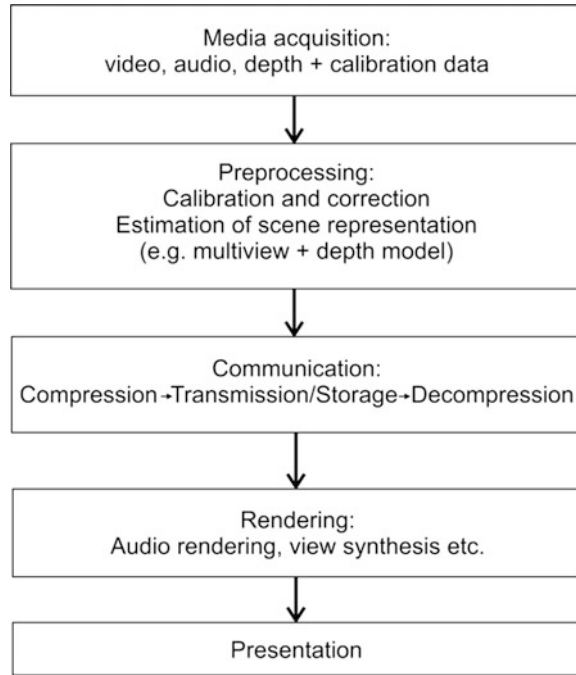 Media acquisition:
video, audio, depth + calibration data
Preprocessing:
Calibration and correction
Estimation of scene representation
(e.g. multiview + depth model)
Communication:
Compression→Transmission/Storage→Decompression
Rendering:
Audio rendering, view synthesis etc.
Presentation